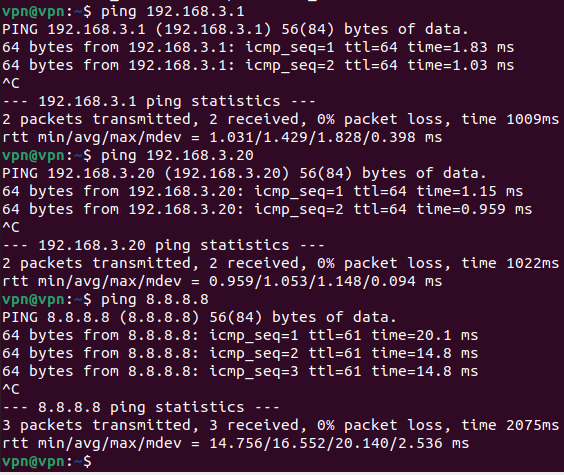 vpn@vpn:~$ ping 192.168.3.1
PING 192.168.3.1 (192.168.3.1) 56(84) bytes of data.
64 bytes from 192.168.3.1: icmp_seq=1 ttl=64 time=1.83 ms
64 bytes from 192.168.3.1: icmp_seq=2 ttl=64 time=1.03 ms
^C
--- 192.168.3.1 ping statistics ---
2 packets transmitted, 2 received, 0% packet loss, time 1009ms
rtt min/avg/max/mdev = 1.031/1.429/1.828/0.398 ms
vpn@vpn:~$ ping 192.168.3.20
PING 192.168.3.20 (192.168.3.20) 56(84) bytes of data.
64 bytes from 192.168.3.20: icmp_seq=1 ttl=64 time=1.15 ms
64 bytes from 192.168.3.20: icmp_seq=2 ttl=64 time=0.959 ms
^C
--- 192.168.3.20 ping statistics ---
2 packets transmitted, 2 received, 0% packet loss, time 1022ms
rtt min/avg/max/mdev = 0.959/1.053/1.148/0.094 ms
vpn@vpn:~$ ping 8.8.8.8
PING 8.8.8.8 (8.8.8.8) 56(84) bytes of data.
64 bytes from 8.8.8.8: icmp_seq=1 ttl=61 time=20.1 ms
64 bytes from 8.8.8.8: icmp_seq=2 ttl=61 time=14.8 ms
64 bytes from 8.8.8.8: icmp_seq=3 ttl=61 time=14.8 ms
^C
--- 8.8.8.8 ping statistics ---
3 packets transmitted, 3 received, 0% packet loss, time 2075ms
rtt min/avg/max/mdev = 14.756/16.552/20.140/2.536 ms
vpn@vpn:~$